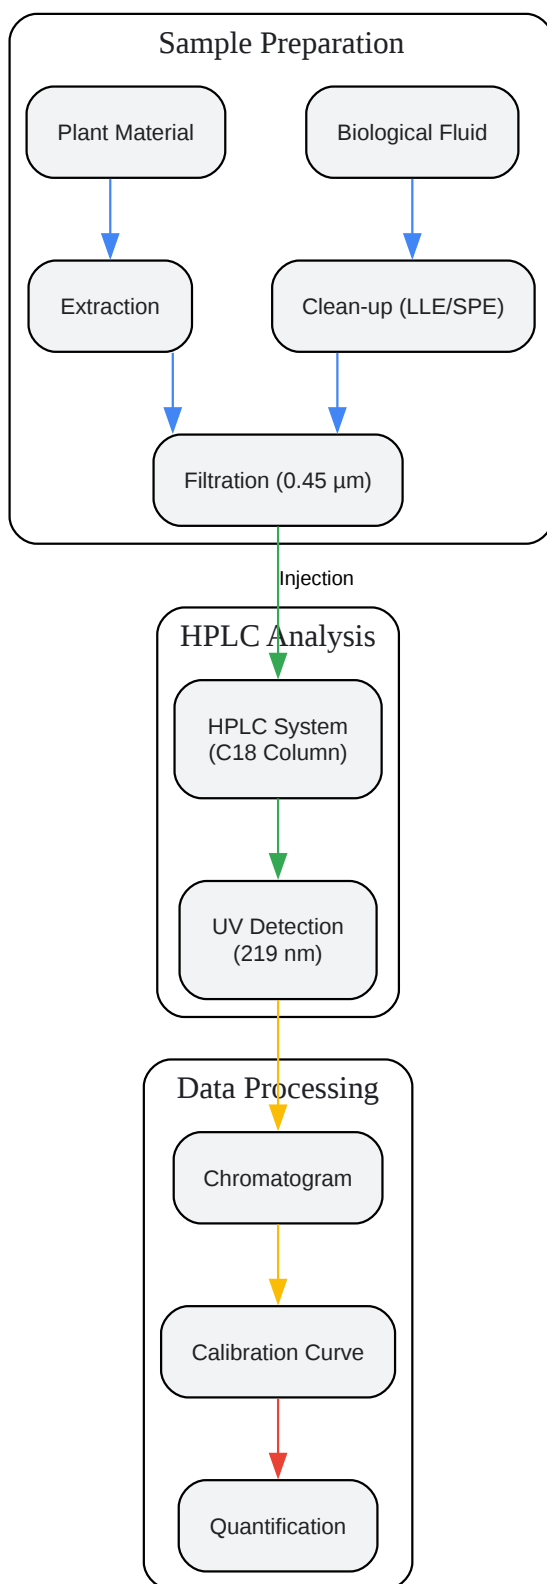 Sample Preparation
Plant Material
Biological Fluid
Extraction
Clean-up (LLE/SPE)
Filtration (0.45 µm)
Injection
HPLC Analysis
HPLC System
(C18 Column)
UV Detection
(219 nm)
Data Processing
Chromatogram
Calibration Curve
Quantification